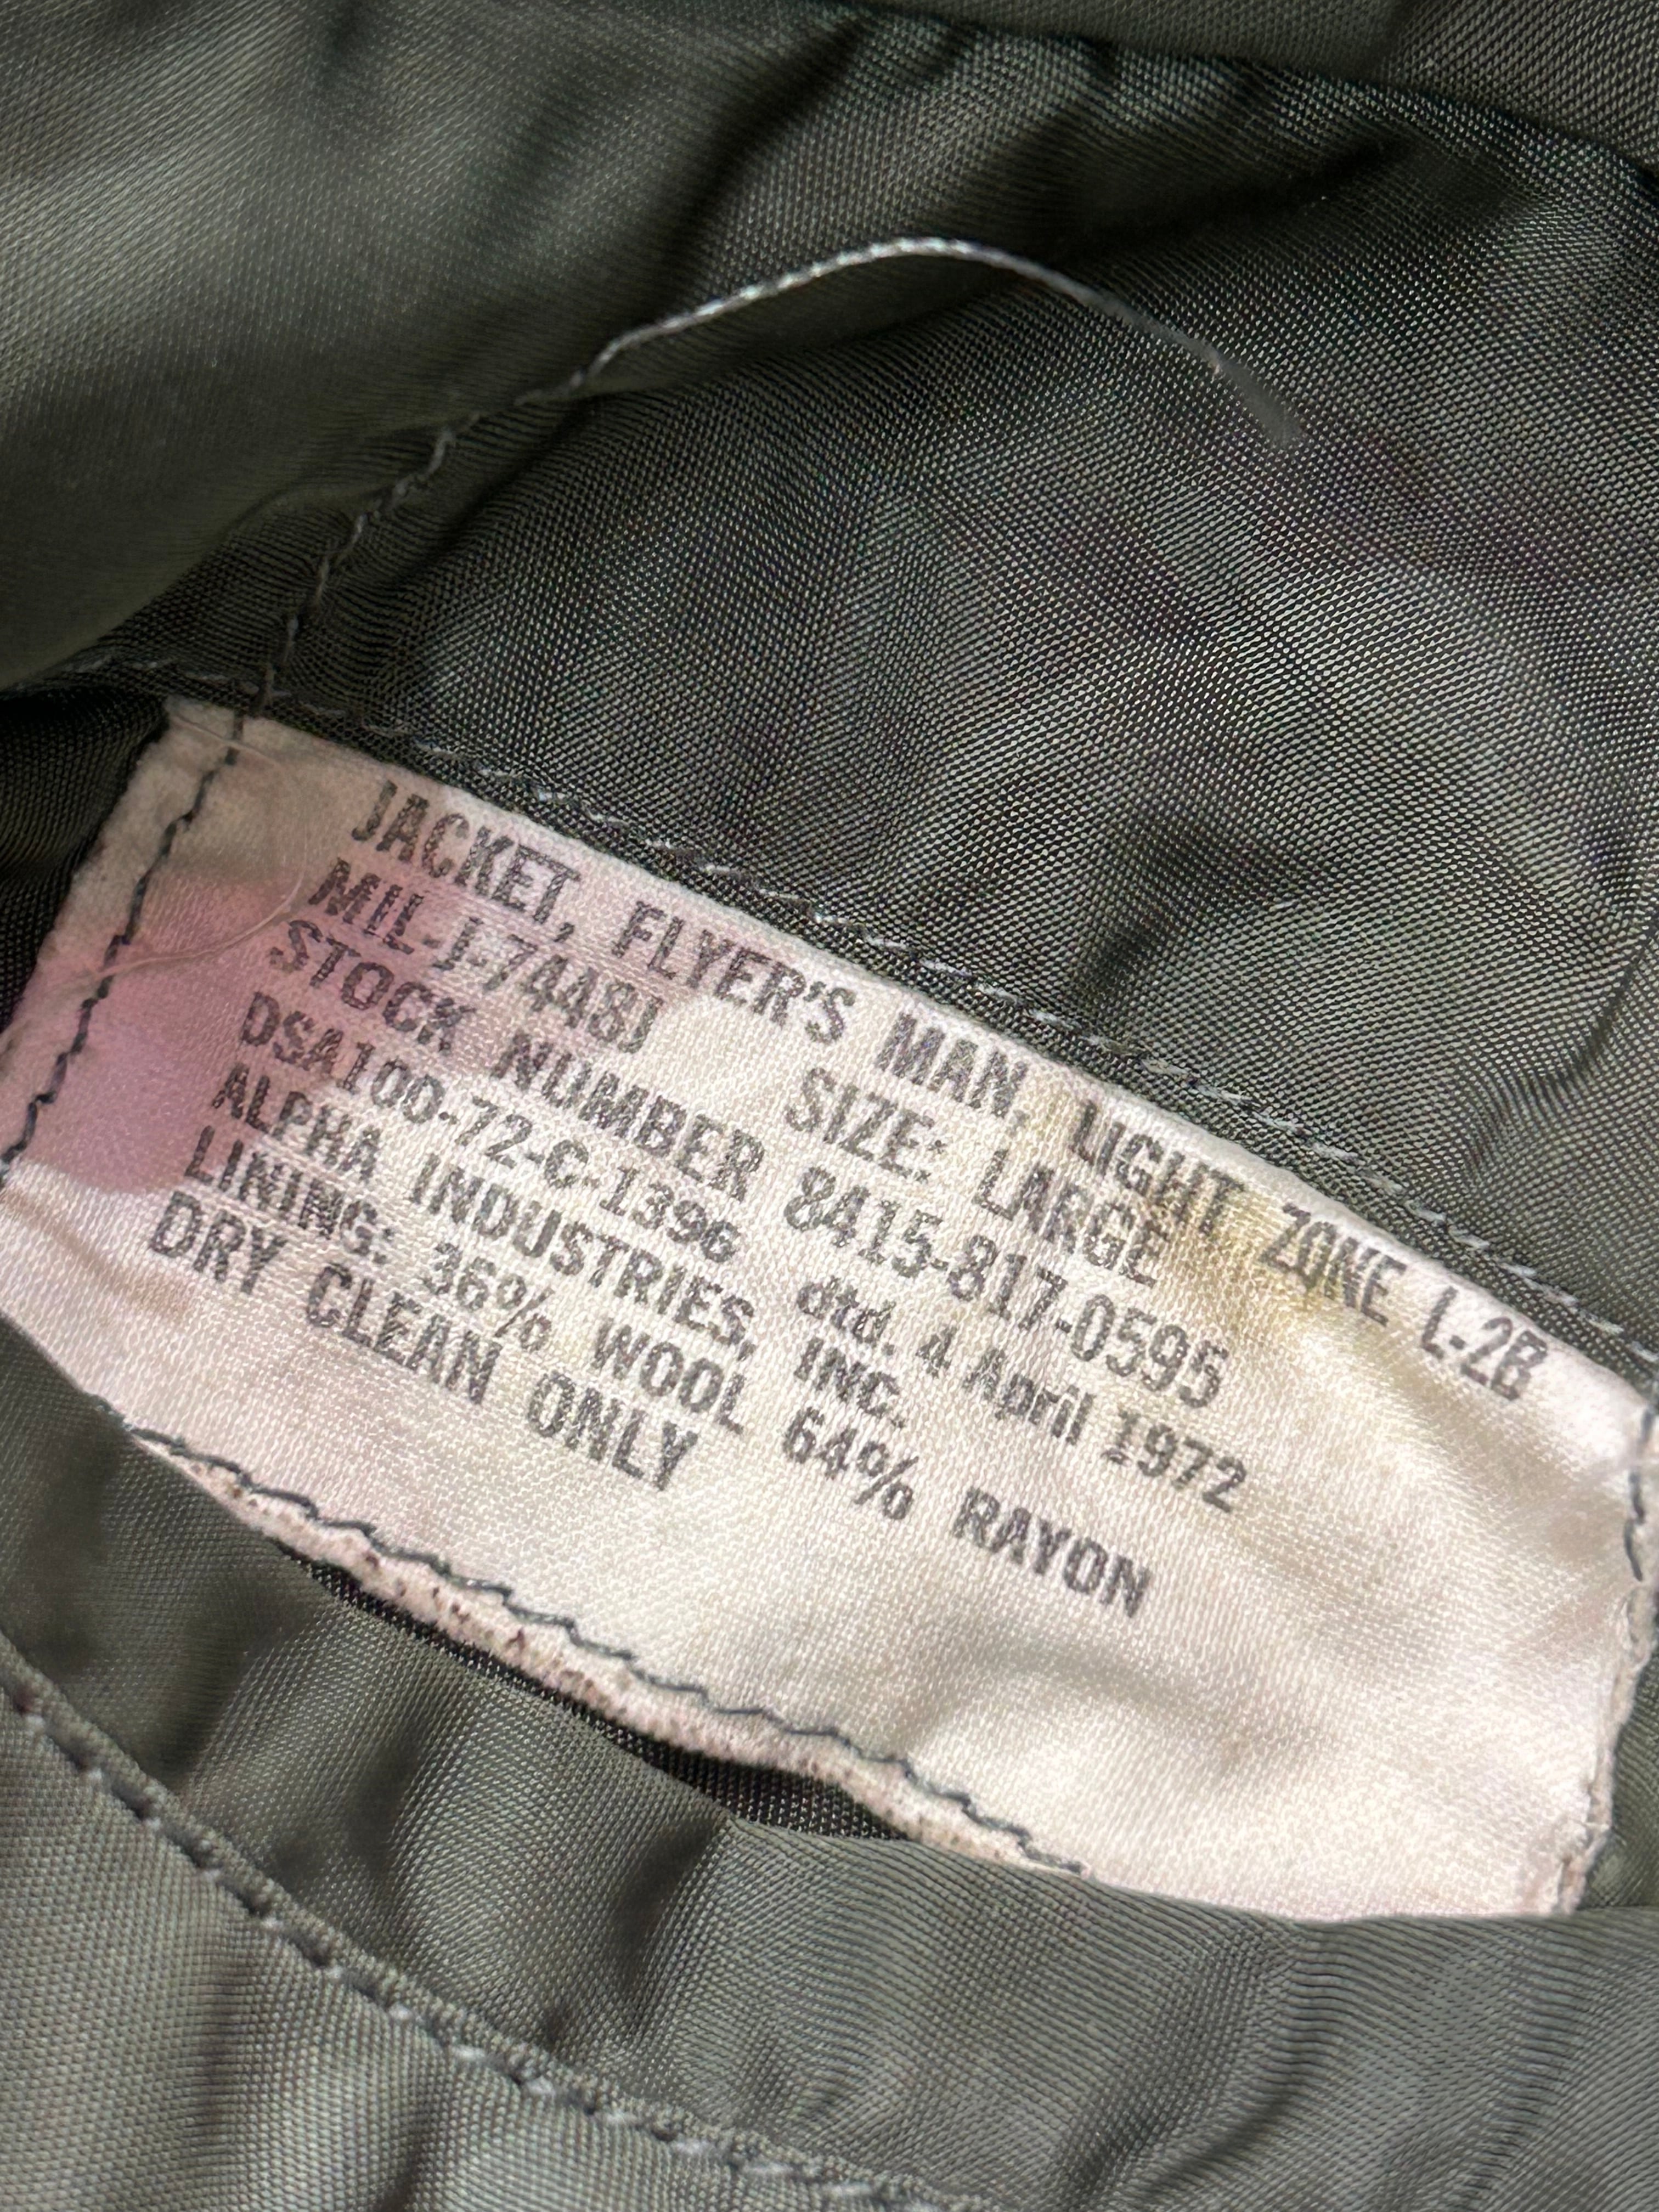 JACKET, FLYER'S MAN, LIGHT ZONE L-2B
MIL-J-7448J SIZE: LARGE
STOCK NUMBER 8415-817-0595
DSA100-72-C-1396 dtd. 4 April 1972
ALPHA INDUSTRIES, INC.
LINING: 36% WOOL 64% RAYON
DRY CLEAN ONLY